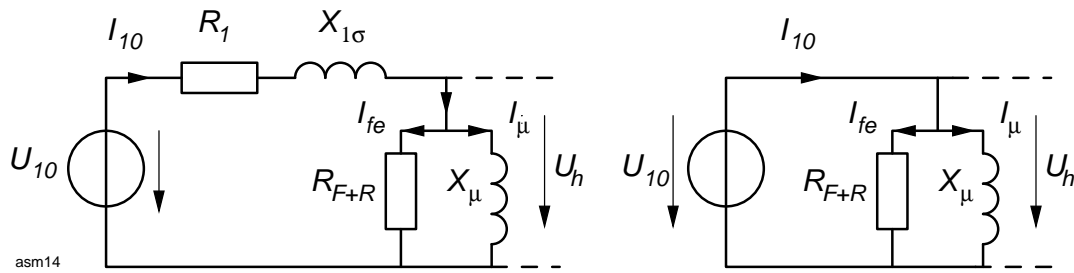 I10 R1 X1σ I10
Ife Iμ Ife Iμ
U10 RF+R Xμ Uh U10 RF+R Xμ Uh
asm14